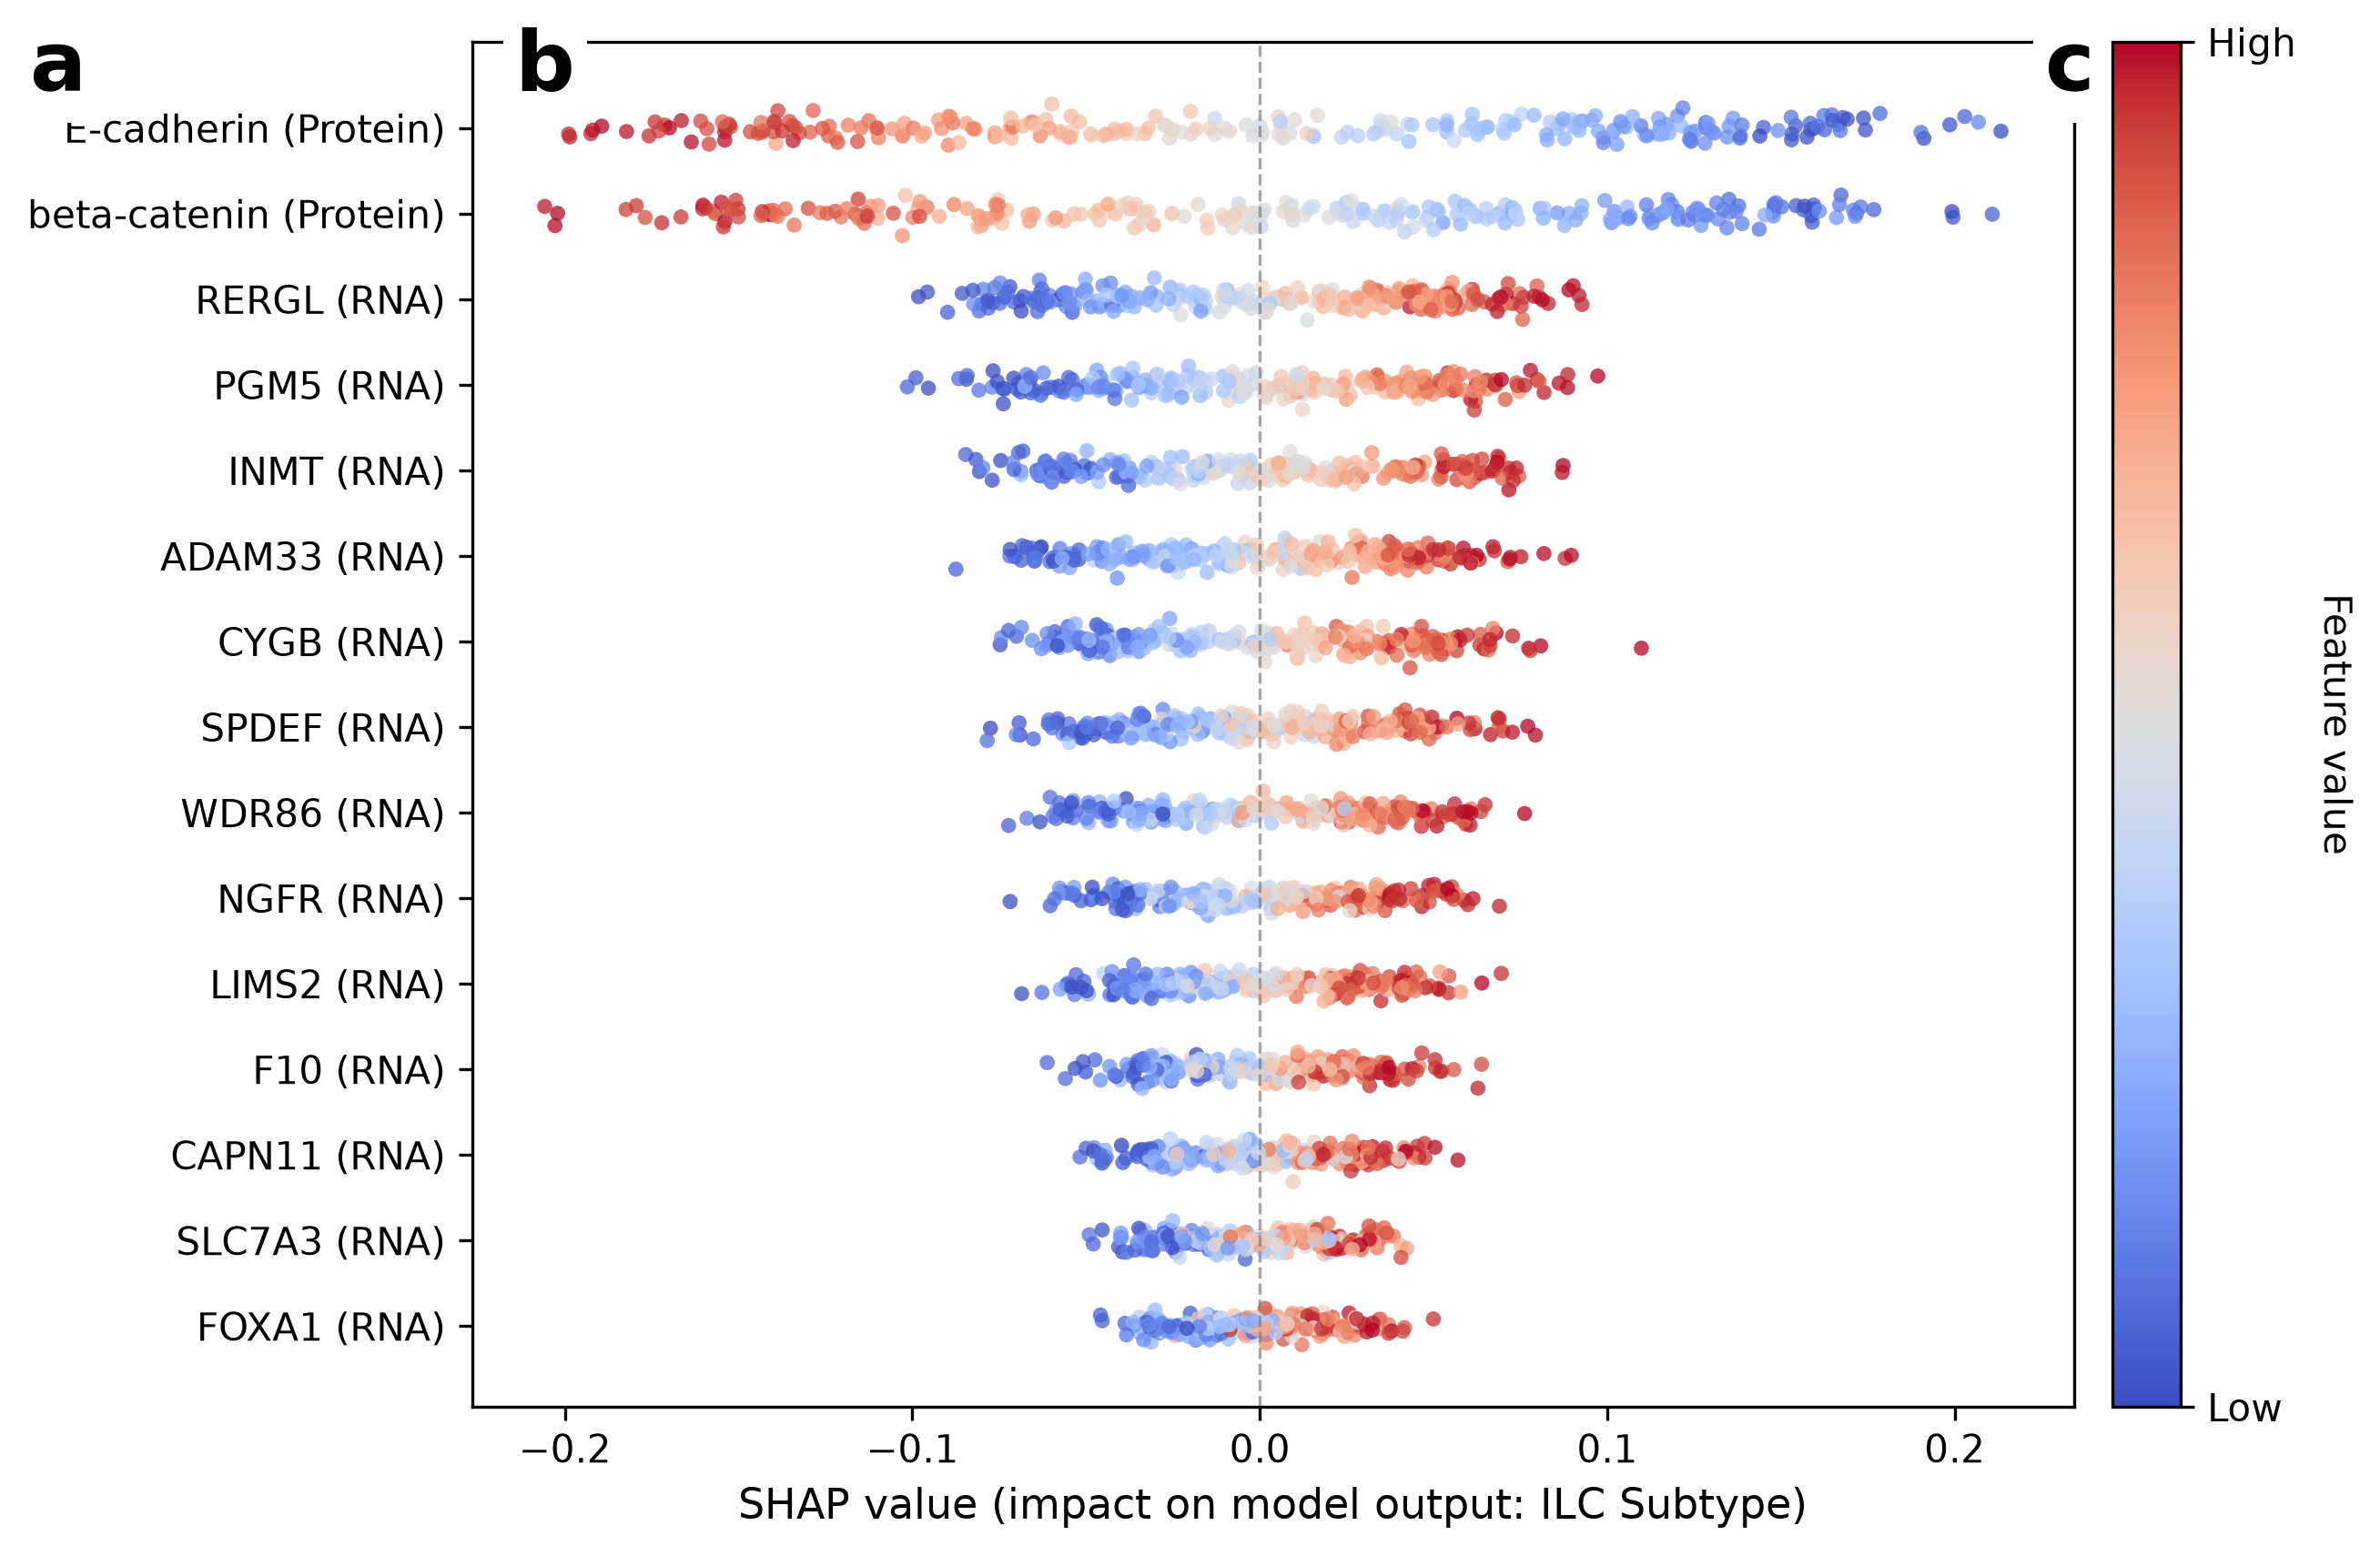 a
b
c
High
E-cadherin (Protein)
beta-catenin (Protein)
RERGL (RNA)
PGM5 (RNA)
INMT (RNA)
ADAM33 (RNA)
CYGB (RNA)
SPDEF (RNA)
WDR86 (RNA)
NGFR (RNA)
LIMS2 (RNA)
F10 (RNA)
CAPN11 (RNA)
SLC7A3 (RNA)
FOXA1 (RNA)
Feature value
Low
−0.2
−0.1
0.0
0.1
0.2
SHAP value (impact on model output: ILC Subtype)